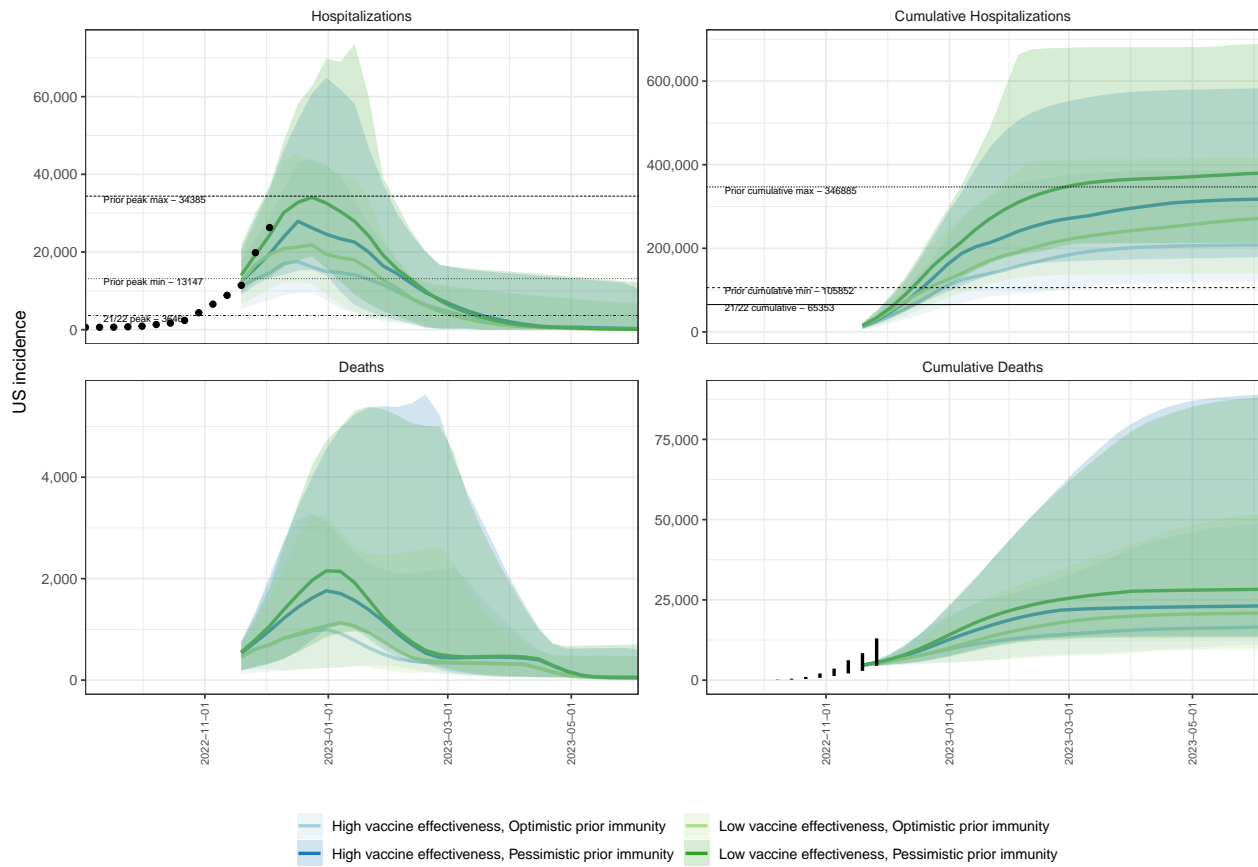 Hospitalizations
Cumulative Hospitalizations
US incidence
60,000
40,000
20,000
0
Prior peak max – 34385
Prior peak min – 13147
21/22 peak – 3646
600,000
400,000
200,000
0
Prior cumulative max – 346885
Prior cumulative min – 105852
21/22 cumulative – 65353
Deaths
Cumulative Deaths
4,000
2,000
0
75,000
50,000
25,000
0
2022–11–01
2023–01–01
2023–03–01
2023–05–01
2022–11–01
2023–01–01
2023–03–01
2023–05–01
High vaccine effectiveness, Optimistic prior immunity
Low vaccine effectiveness, Optimistic prior immunity
High vaccine effectiveness, Pessimistic prior immunity
Low vaccine effectiveness, Pessimistic prior immunity